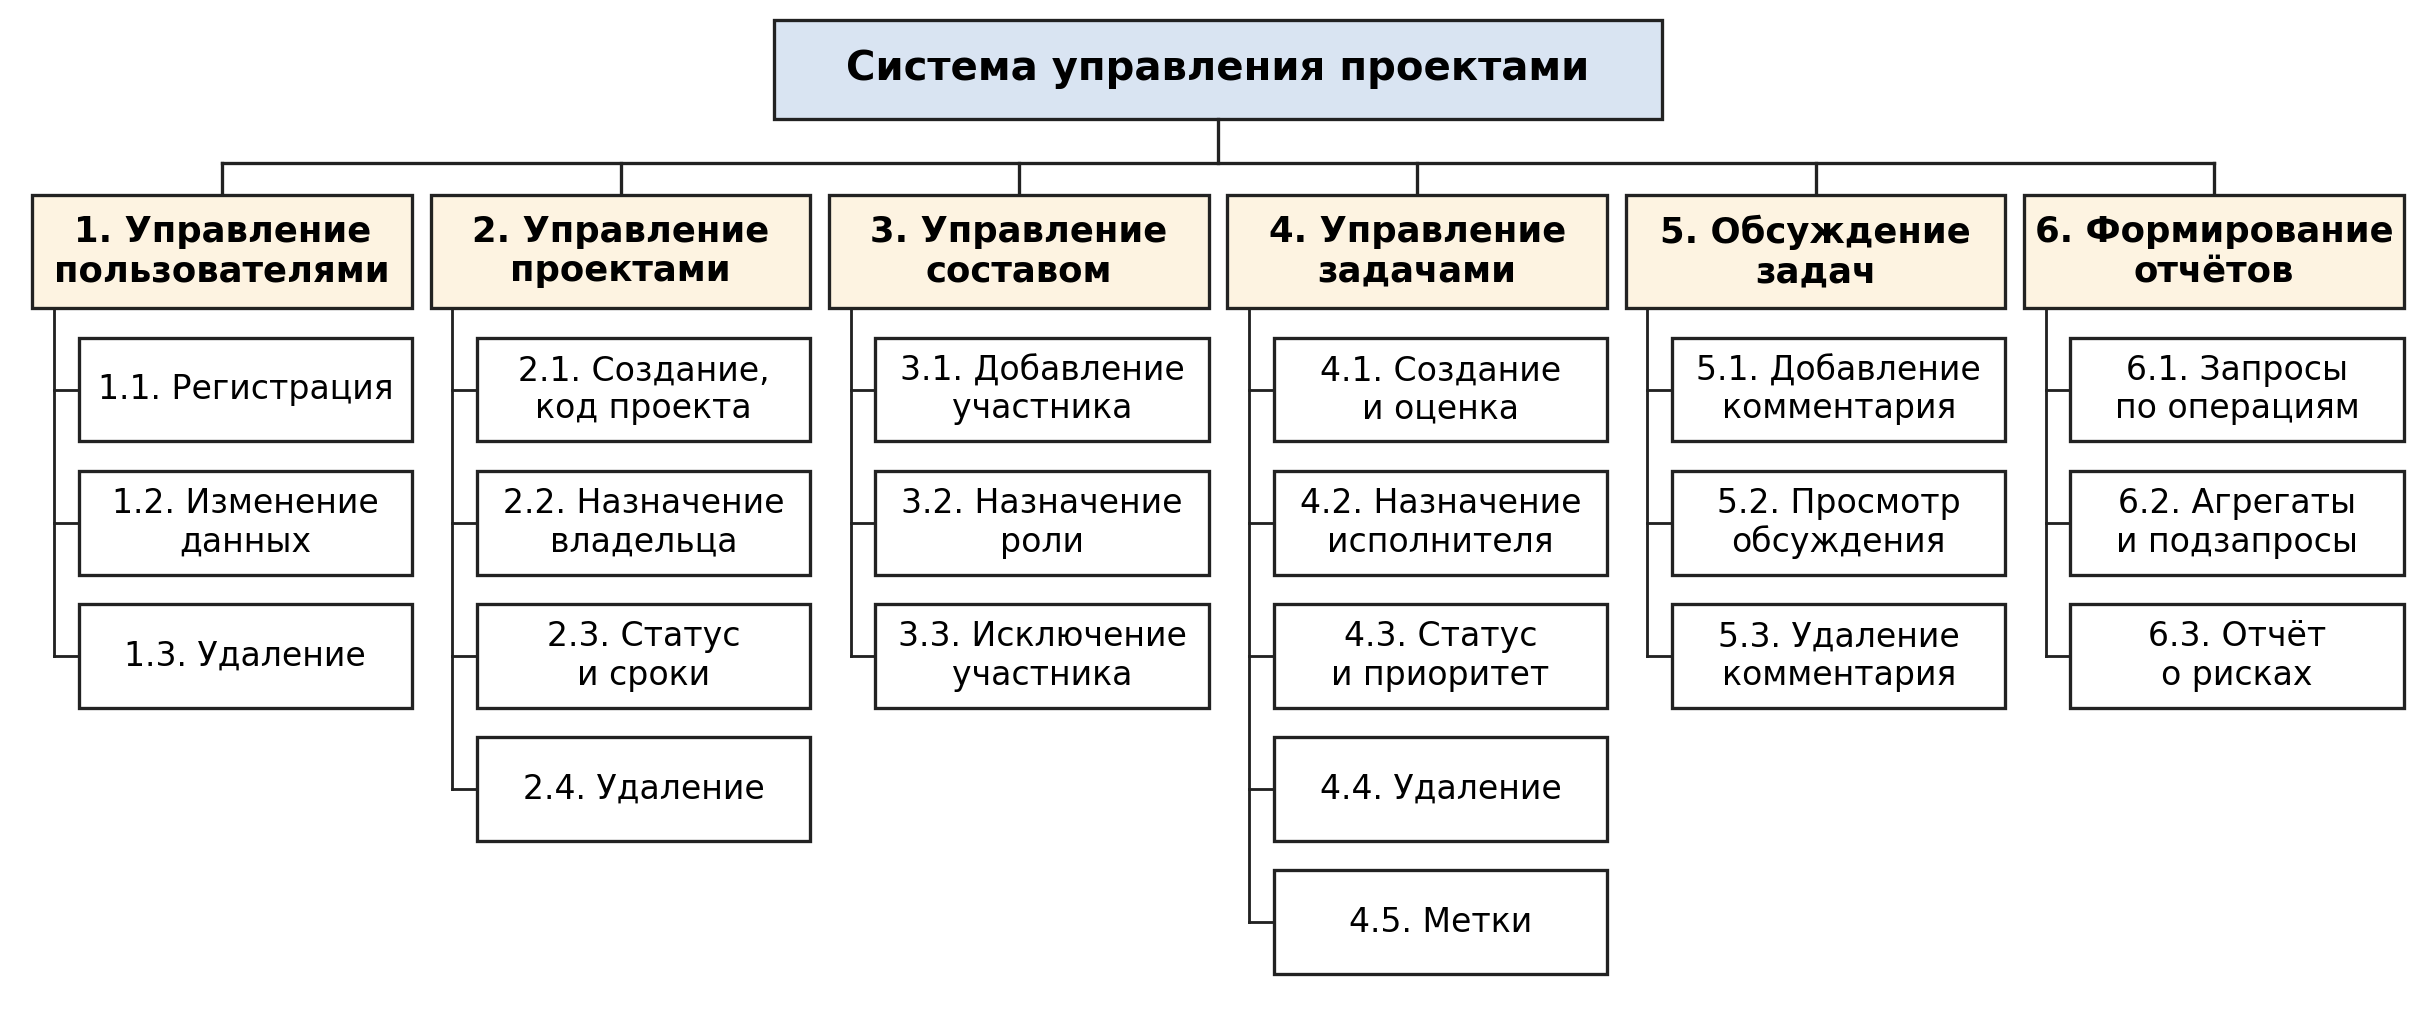 Система управления проектами
1. Управление
пользователями
1.1. Регистрация
1.2. Изменение
данных
1.3. Удаление
2. Управление
проектами
2.1. Создание,
код проекта
2.2. Назначение
владельца
2.3. Статус
и сроки
2.4. Удаление
3. Управление
составом
3.1. Добавление
участника
3.2. Назначение
роли
3.3. Исключение
участника
4. Управление
задачами
4.1. Создание
и оценка
4.2. Назначение
исполнителя
4.3. Статус
и приоритет
4.4. Удаление
4.5. Метки
5. Обсуждение
задач
5.1. Добавление
комментария
5.2. Просмотр
обсуждения
5.3. Удаление
комментария
6. Формирование
отчётов
6.1. Запросы
по операциям
6.2. Агрегаты
и подзапросы
6.3. Отчёт
о рисках